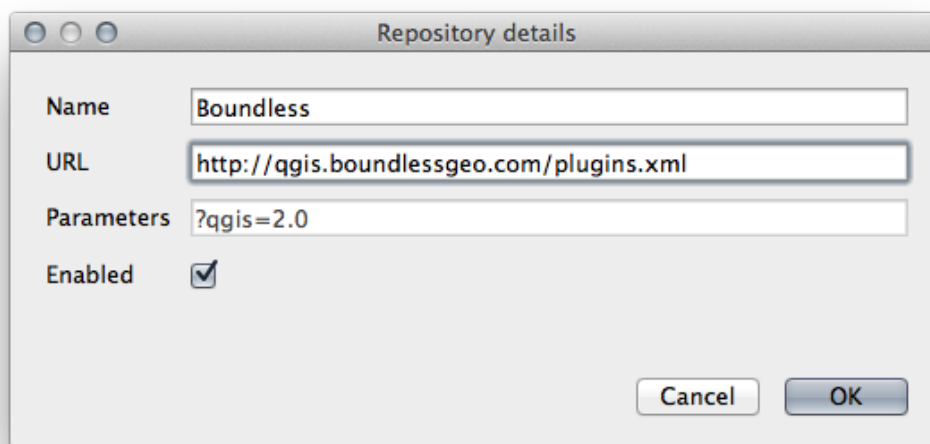 Repository details
Name Boundless
URL http://qgis.boundlessgeo.com/plugins.xml
Parameters ?qgis=2.0
Enabled
Cancel OK